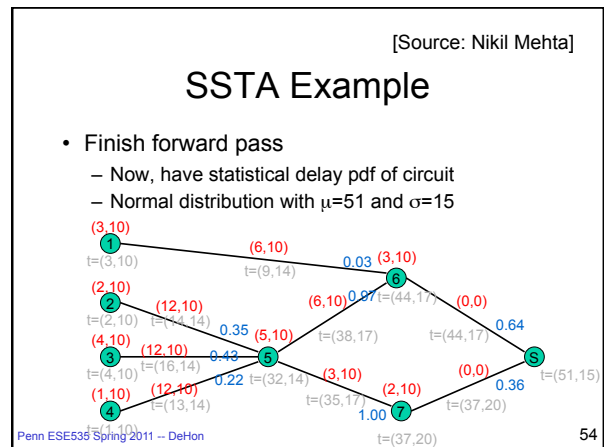 [Source: Nikil Mehta]
SSTA Example
• Finish forward pass
– Now, have statistical delay pdf of circuit
– Normal distribution with μ=51 and σ=15
(3,10)
1
t=(3,10)
(6,10)
t=(9,14)
0.03
(3,10)
6
t=(44,17)
(2,10)
2
t=(2,10)
(12,10)
t=(14,14)
0.35
(6,10)
0.97
t=(38,17)
(0,0)
t=(44,17)
0.64
(4,10)
3
t=(4,10)
(12,10)
t=(16,14)
0.43
(5,10)
5
t=(32,14)
S
t=(51,15)
(1,10)
4
t=(1,10)
(12,10)
t=(13,14)
0.22
(3,10)
t=(35,17)
1.00
(2,10)
7
t=(37,20)
(0,0)
t=(37,20)
0.36
Penn ESE535 Spring 2011 -- DeHon
54